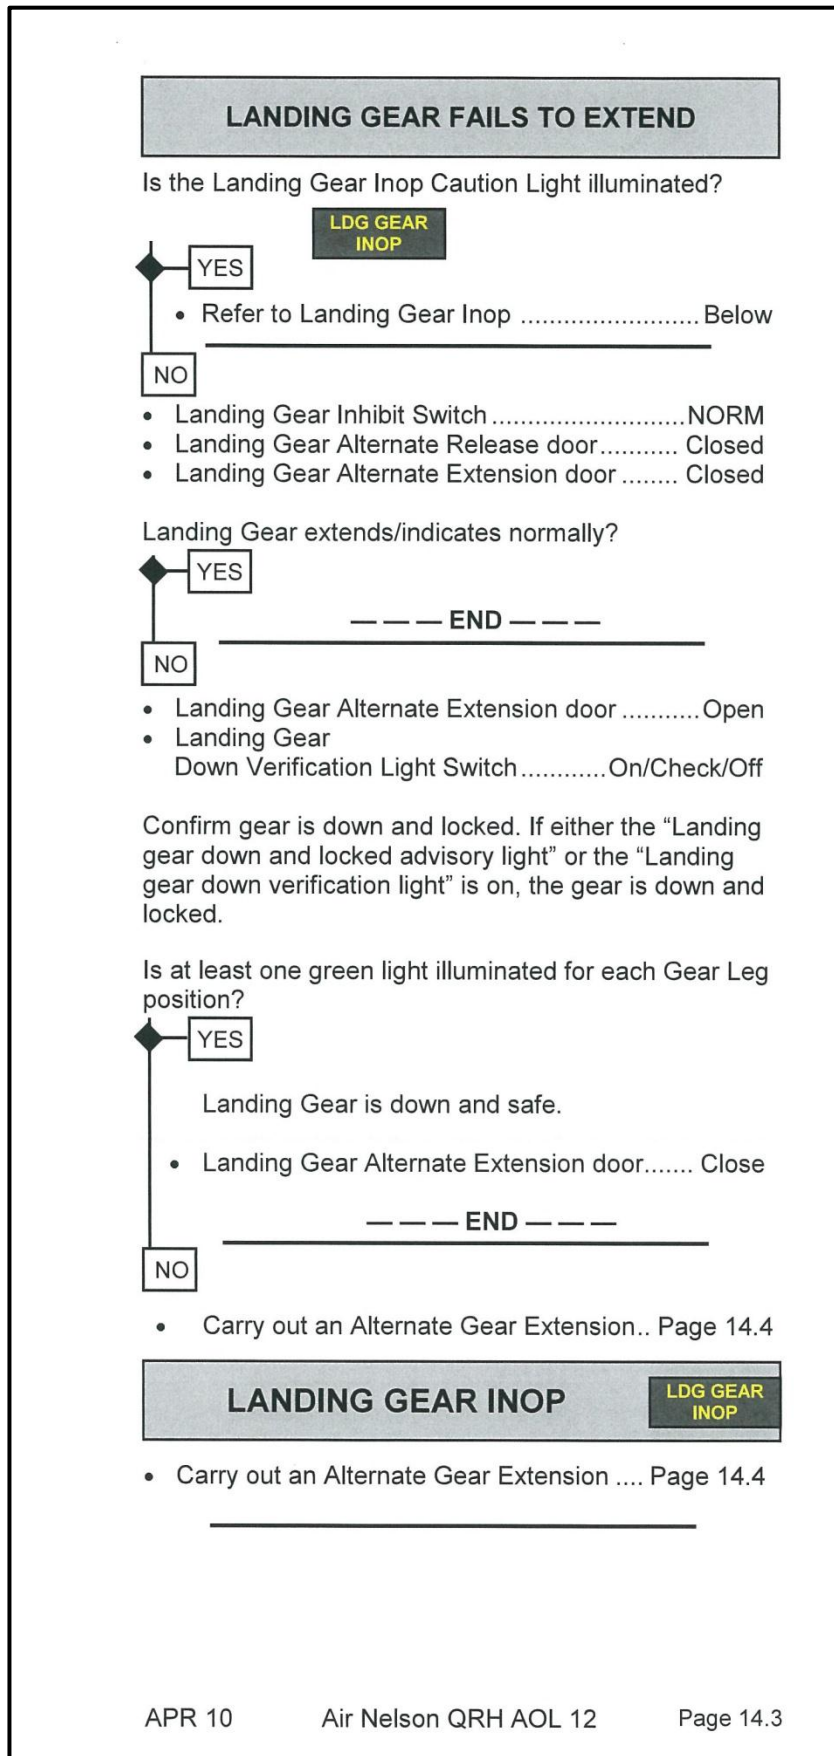 LANDING GEAR FAILS TO EXTEND
Is the Landing Gear Inop Caution Light illuminated?
LDG GEAR
INOP
YES
• Refer to Landing Gear Inop ......................... Below
NO
• Landing Gear Inhibit Switch ...........................NORM
• Landing Gear Alternate Release door........... Closed
• Landing Gear Alternate Extension door ........ Closed
Landing Gear extends/indicates normally?
YES
— — — END — — —
NO
• Landing Gear Alternate Extension door ...........Open
• Landing Gear
Down Verification Light Switch ............On/Check/Off
Confirm gear is down and locked. If either the “Landing
gear down and locked advisory light” or the “Landing
gear down verification light” is on, the gear is down and
locked.
Is at least one green light illuminated for each Gear Leg
position?
YES
Landing Gear is down and safe.
• Landing Gear Alternate Extension door....... Close
— — — END — — —
NO
• Carry out an Alternate Gear Extension.. Page 14.4
LANDING GEAR INOP
LDG GEAR
INOP
• Carry out an Alternate Gear Extension .... Page 14.4
APR 10 Air Nelson QRH AOL 12 Page 14.3